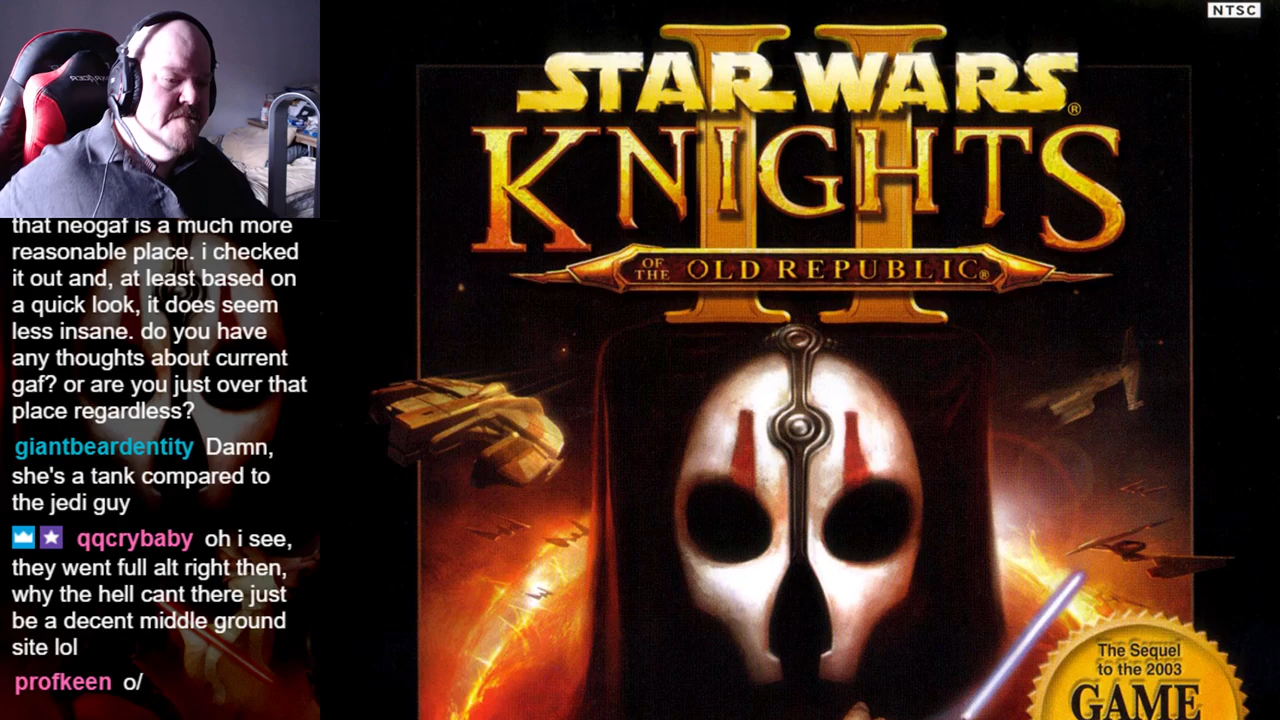 NTSC
STAR WARS®
II
KNIGHTS
OF THE OLD REPUBLIC®
The Sequel
to the 2003
GAME
that neogaf is a much more
reasonable place. i checked
it out and, at least based on
a quick look, it does seem
less insane. do you have
any thoughts about current
gaf? or are you just over that
place regardless?
giantbeardentity Damn,
she's a tank compared to
the jedi guy
qqcrybaby oh i see,
they went full alt right then,
why the hell cant there just
be a decent middle ground
site lol
profkeen o/